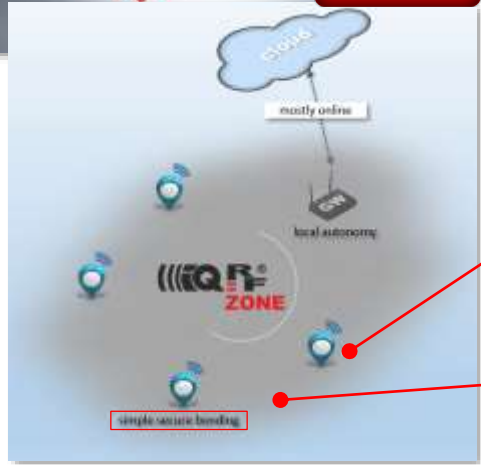 cloud
mostly online
GW
local autonomy
IQRF®
ZONE
simple secure bonding